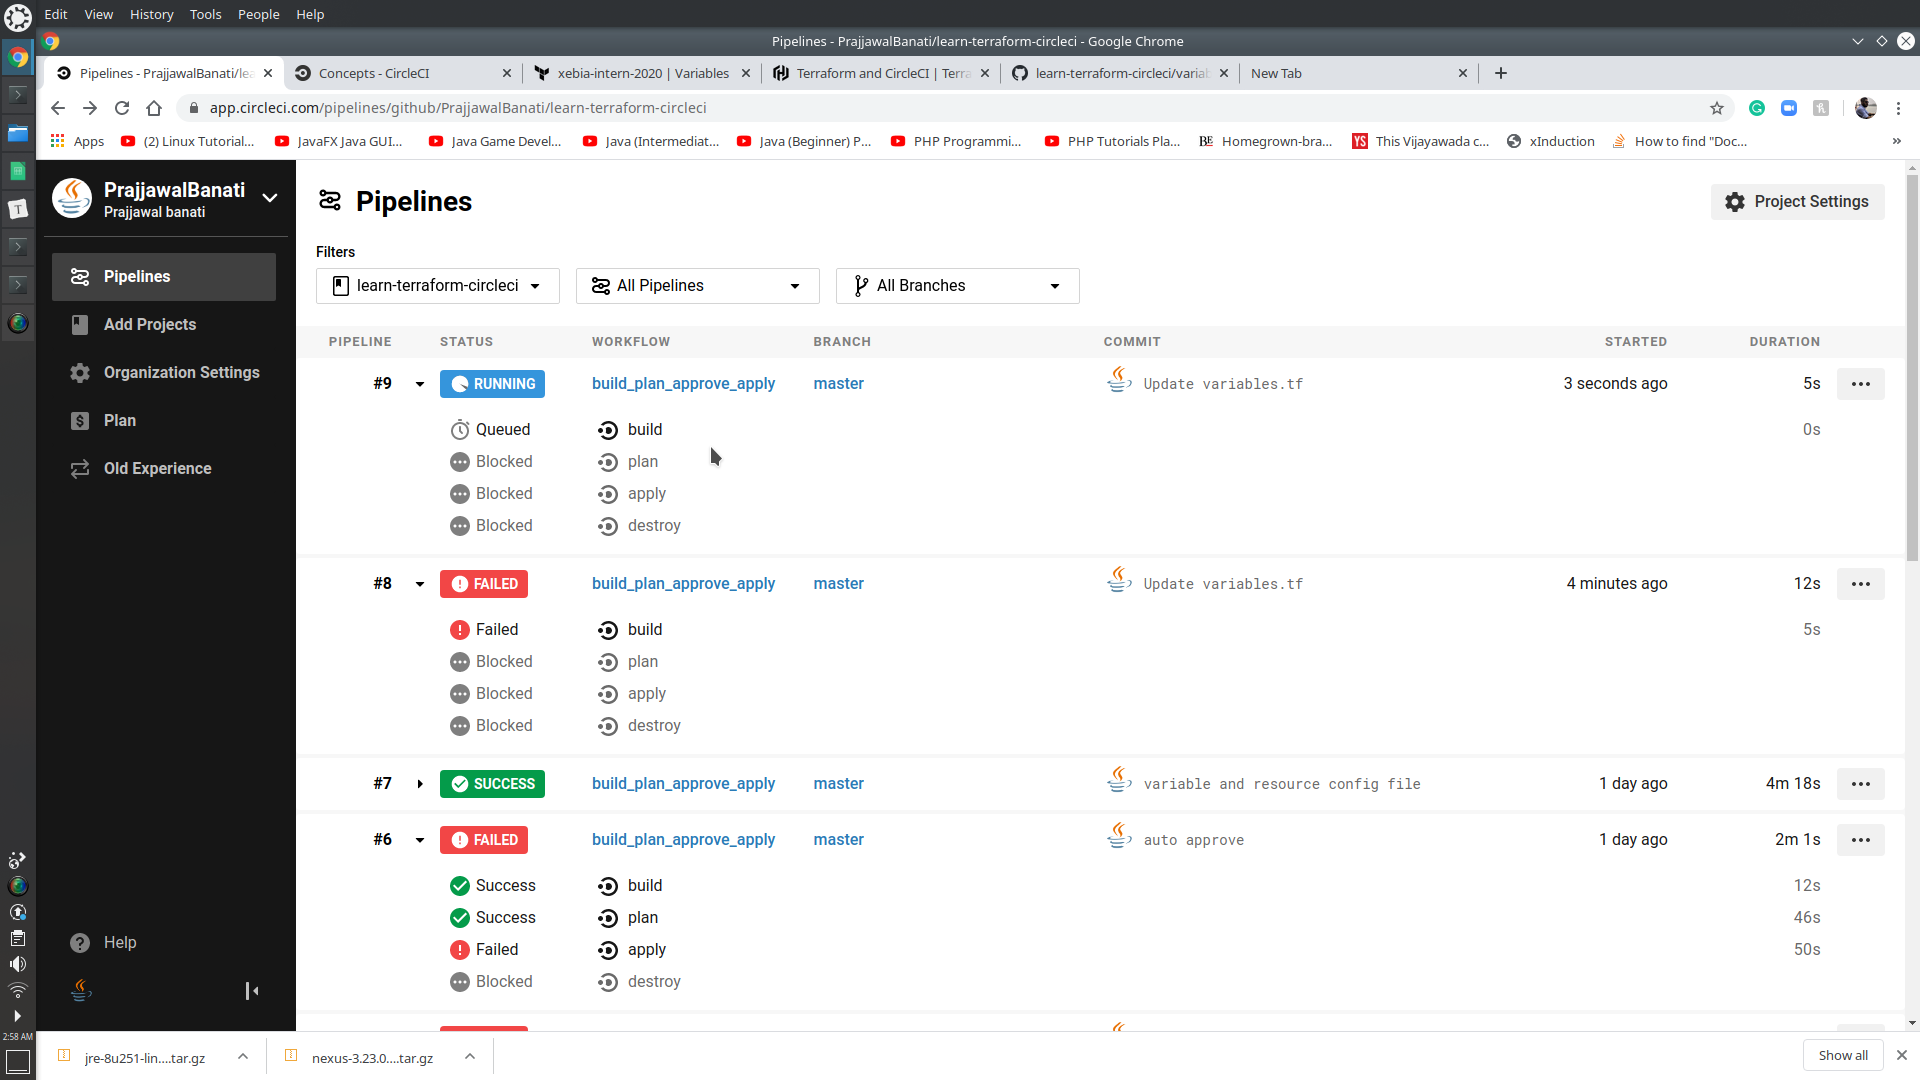 Edit View History Tools People Help
Pipelines - PrajjawalBanati/learn-terraform-circleci - Google Chrome
Pipelines - PrajjawalBanati/lea
Concepts - CircleCI
xebia-intern-2020 | Variables
Terraform and CircleCI | Terra
learn-terraform-circleci/variab
New Tab
app.circleci.com/pipelines/github/PrajjawalBanati/learn-terraform-circleci
Apps (2) Linux Tutorial... JavaFX Java GUI... Java Game Devel... Java (Intermediat... Java (Beginner) P... PHP Programmi... PHP Tutorials Pla... BE Homegrown-bra... YS This Vijayawada c... xInduction How to find "Doc... »
PrajjawalBanati
Prajjawal banati
Pipelines
Add Projects
Organization Settings
Plan
Old Experience
Help
2:58 AM
Pipelines
Project Settings
Filters
learn-terraform-circleci All Pipelines All Branches
PIPELINE STATUS WORKFLOW BRANCH COMMIT STARTED DURATION
#9 RUNNING build_plan_approve_apply master Update variables.tf 3 seconds ago 5s
Queued build 0s
Blocked plan
Blocked apply
Blocked destroy
#8 FAILED build_plan_approve_apply master Update variables.tf 4 minutes ago 12s
Failed build 5s
Blocked plan
Blocked apply
Blocked destroy
#7 SUCCESS build_plan_approve_apply master variable and resource config file 1 day ago 4m 18s
#6 FAILED build_plan_approve_apply master auto approve 1 day ago 2m 1s
Success build 12s
Success plan 46s
Failed apply 50s
Blocked destroy
jre-8u251-lin....tar.gz nexus-3.23.0....tar.gz Show all